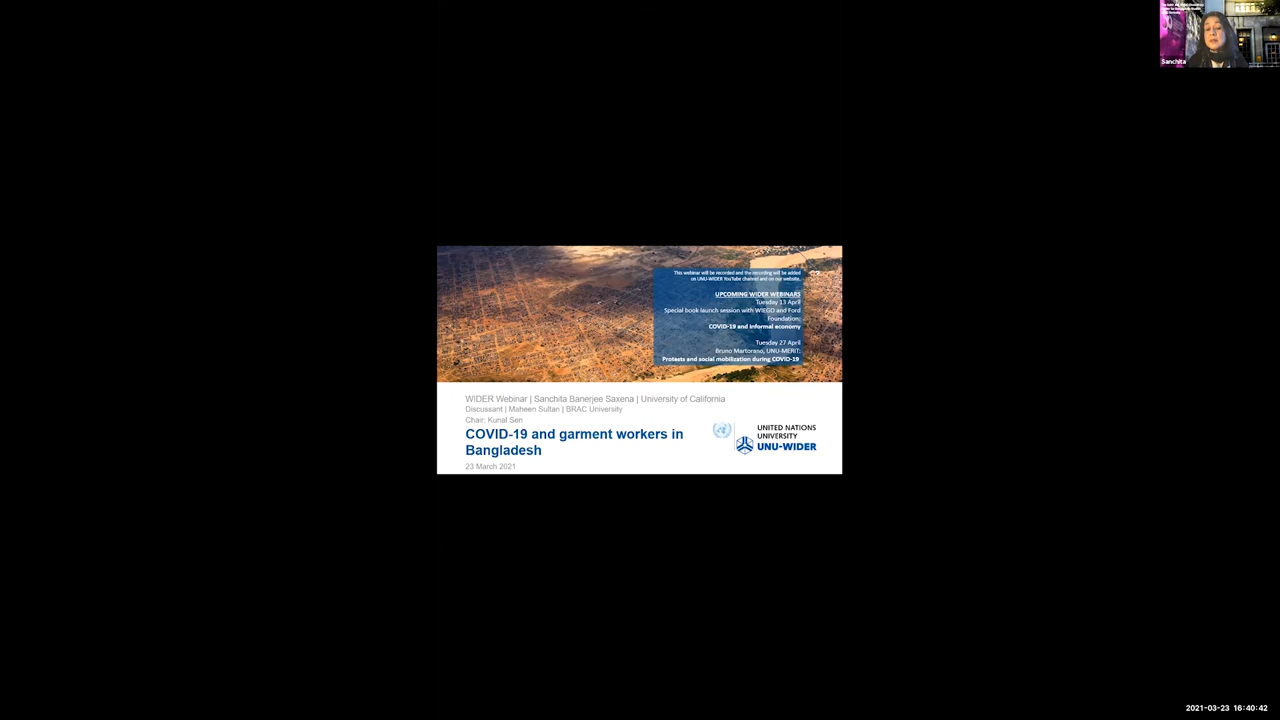 Sanchita
This webinar will be recorded and the recording will be added
on UNU-WIDER YouTube channel and on our website.
UPCOMING WIDER WEBINARS
Tuesday 13 April
Special book launch session with WIEGO and Ford
Foundation:
COVID-19 and informal economy
Tuesday 27 April
Bruno Martorano, UNU-MERIT:
Protests and social mobilization during COVID-19
WIDER Webinar | Sanchita Banerjee Saxena | University of California
Discussant | Maheen Sultan | BRAC University
Chair: Kunal Sen
COVID-19 and garment workers in
Bangladesh
23 March 2021
UNITED NATIONS
UNIVERSITY
UNU-WIDER
2021-03-23 16:40:42